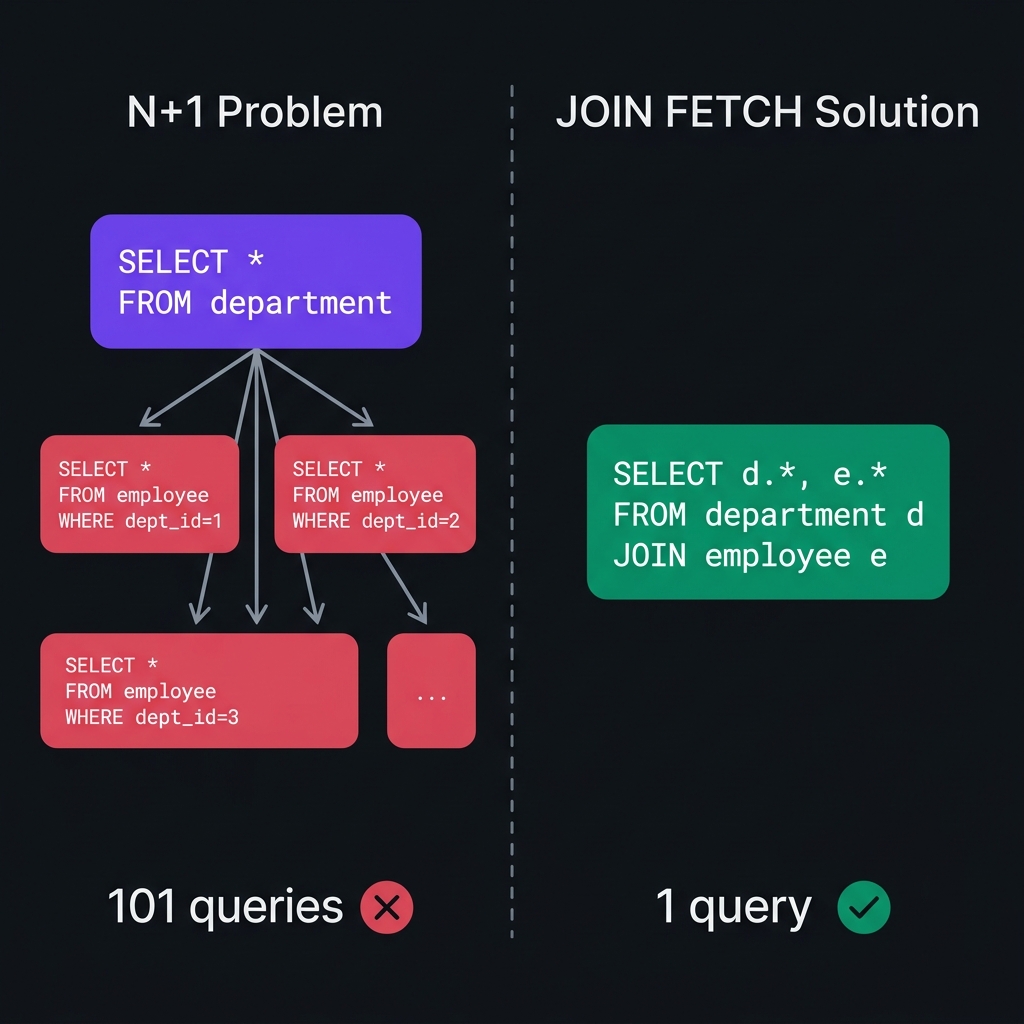 N+1 Problem
SELECT *
FROM department
SELECT *
FROM employee
WHERE dept_id=1
SELECT *
FROM employee
WHERE dept_id=2
SELECT *
FROM employee
WHERE dept_id=3
...
101 queries
JOIN FETCH Solution
SELECT d.*, e.*
FROM department d
JOIN employee e
1 query